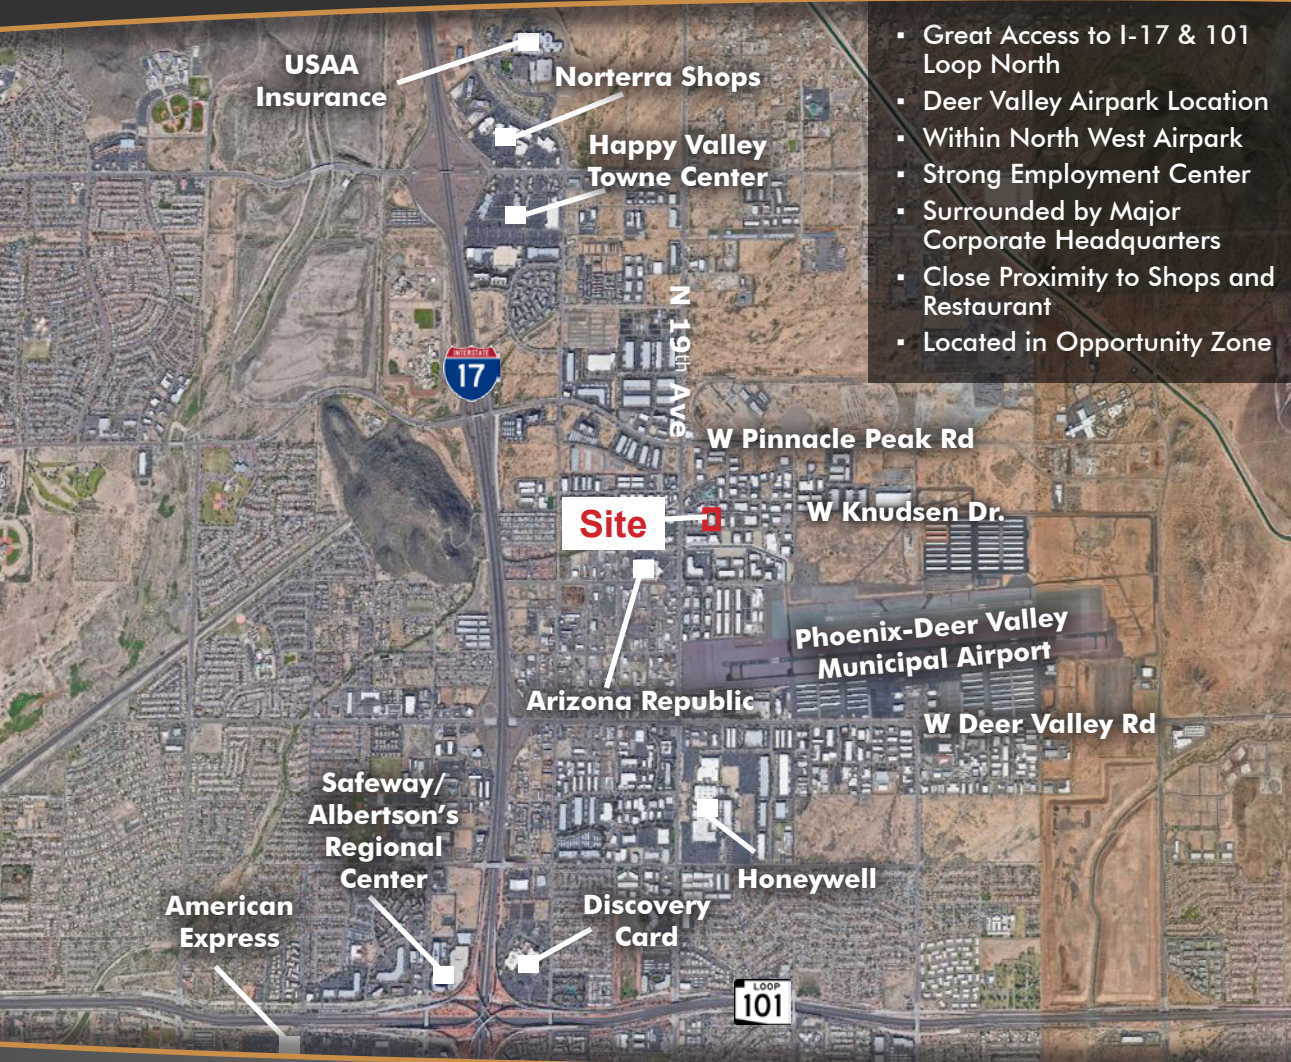 USAA
Insurance
Norterra Shops
Happy Valley
Towne Center
▪ Great Access to I-17 & 101
Loop North
▪ Deer Valley Airpark Location
▪ Within North West Airpark
▪ Strong Employment Center
▪ Surrounded by Major
Corporate Headquarters
▪ Close Proximity to Shops and
Restaurant
▪ Located in Opportunity Zone
N 19th Ave
INTERSTATE
17
W Pinnacle Peak Rd
Site
W Knudsen Dr.
Phoenix-Deer Valley
Municipal Airport
Arizona Republic
W Deer Valley Rd
Safeway/
Albertson's
Regional
Center
Honeywell
American
Express
Discovery
Card
LOOP
101